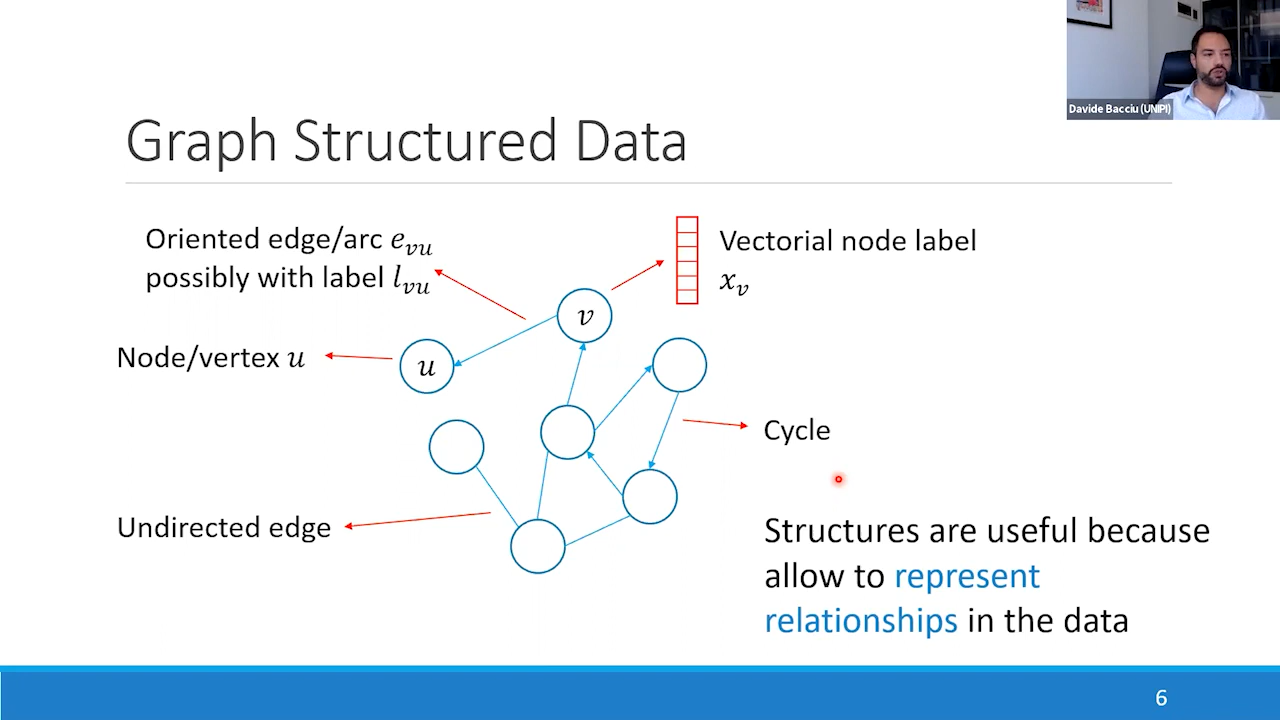 Davide Bacciu (UNIPI)
Graph Structured Data
Oriented edge/arc e_vu
possibly with label l_vu
Vectorial node label
x_v
v
Node/vertex u
u
Cycle
Undirected edge
Structures are useful because
allow to represent
relationships in the data
6